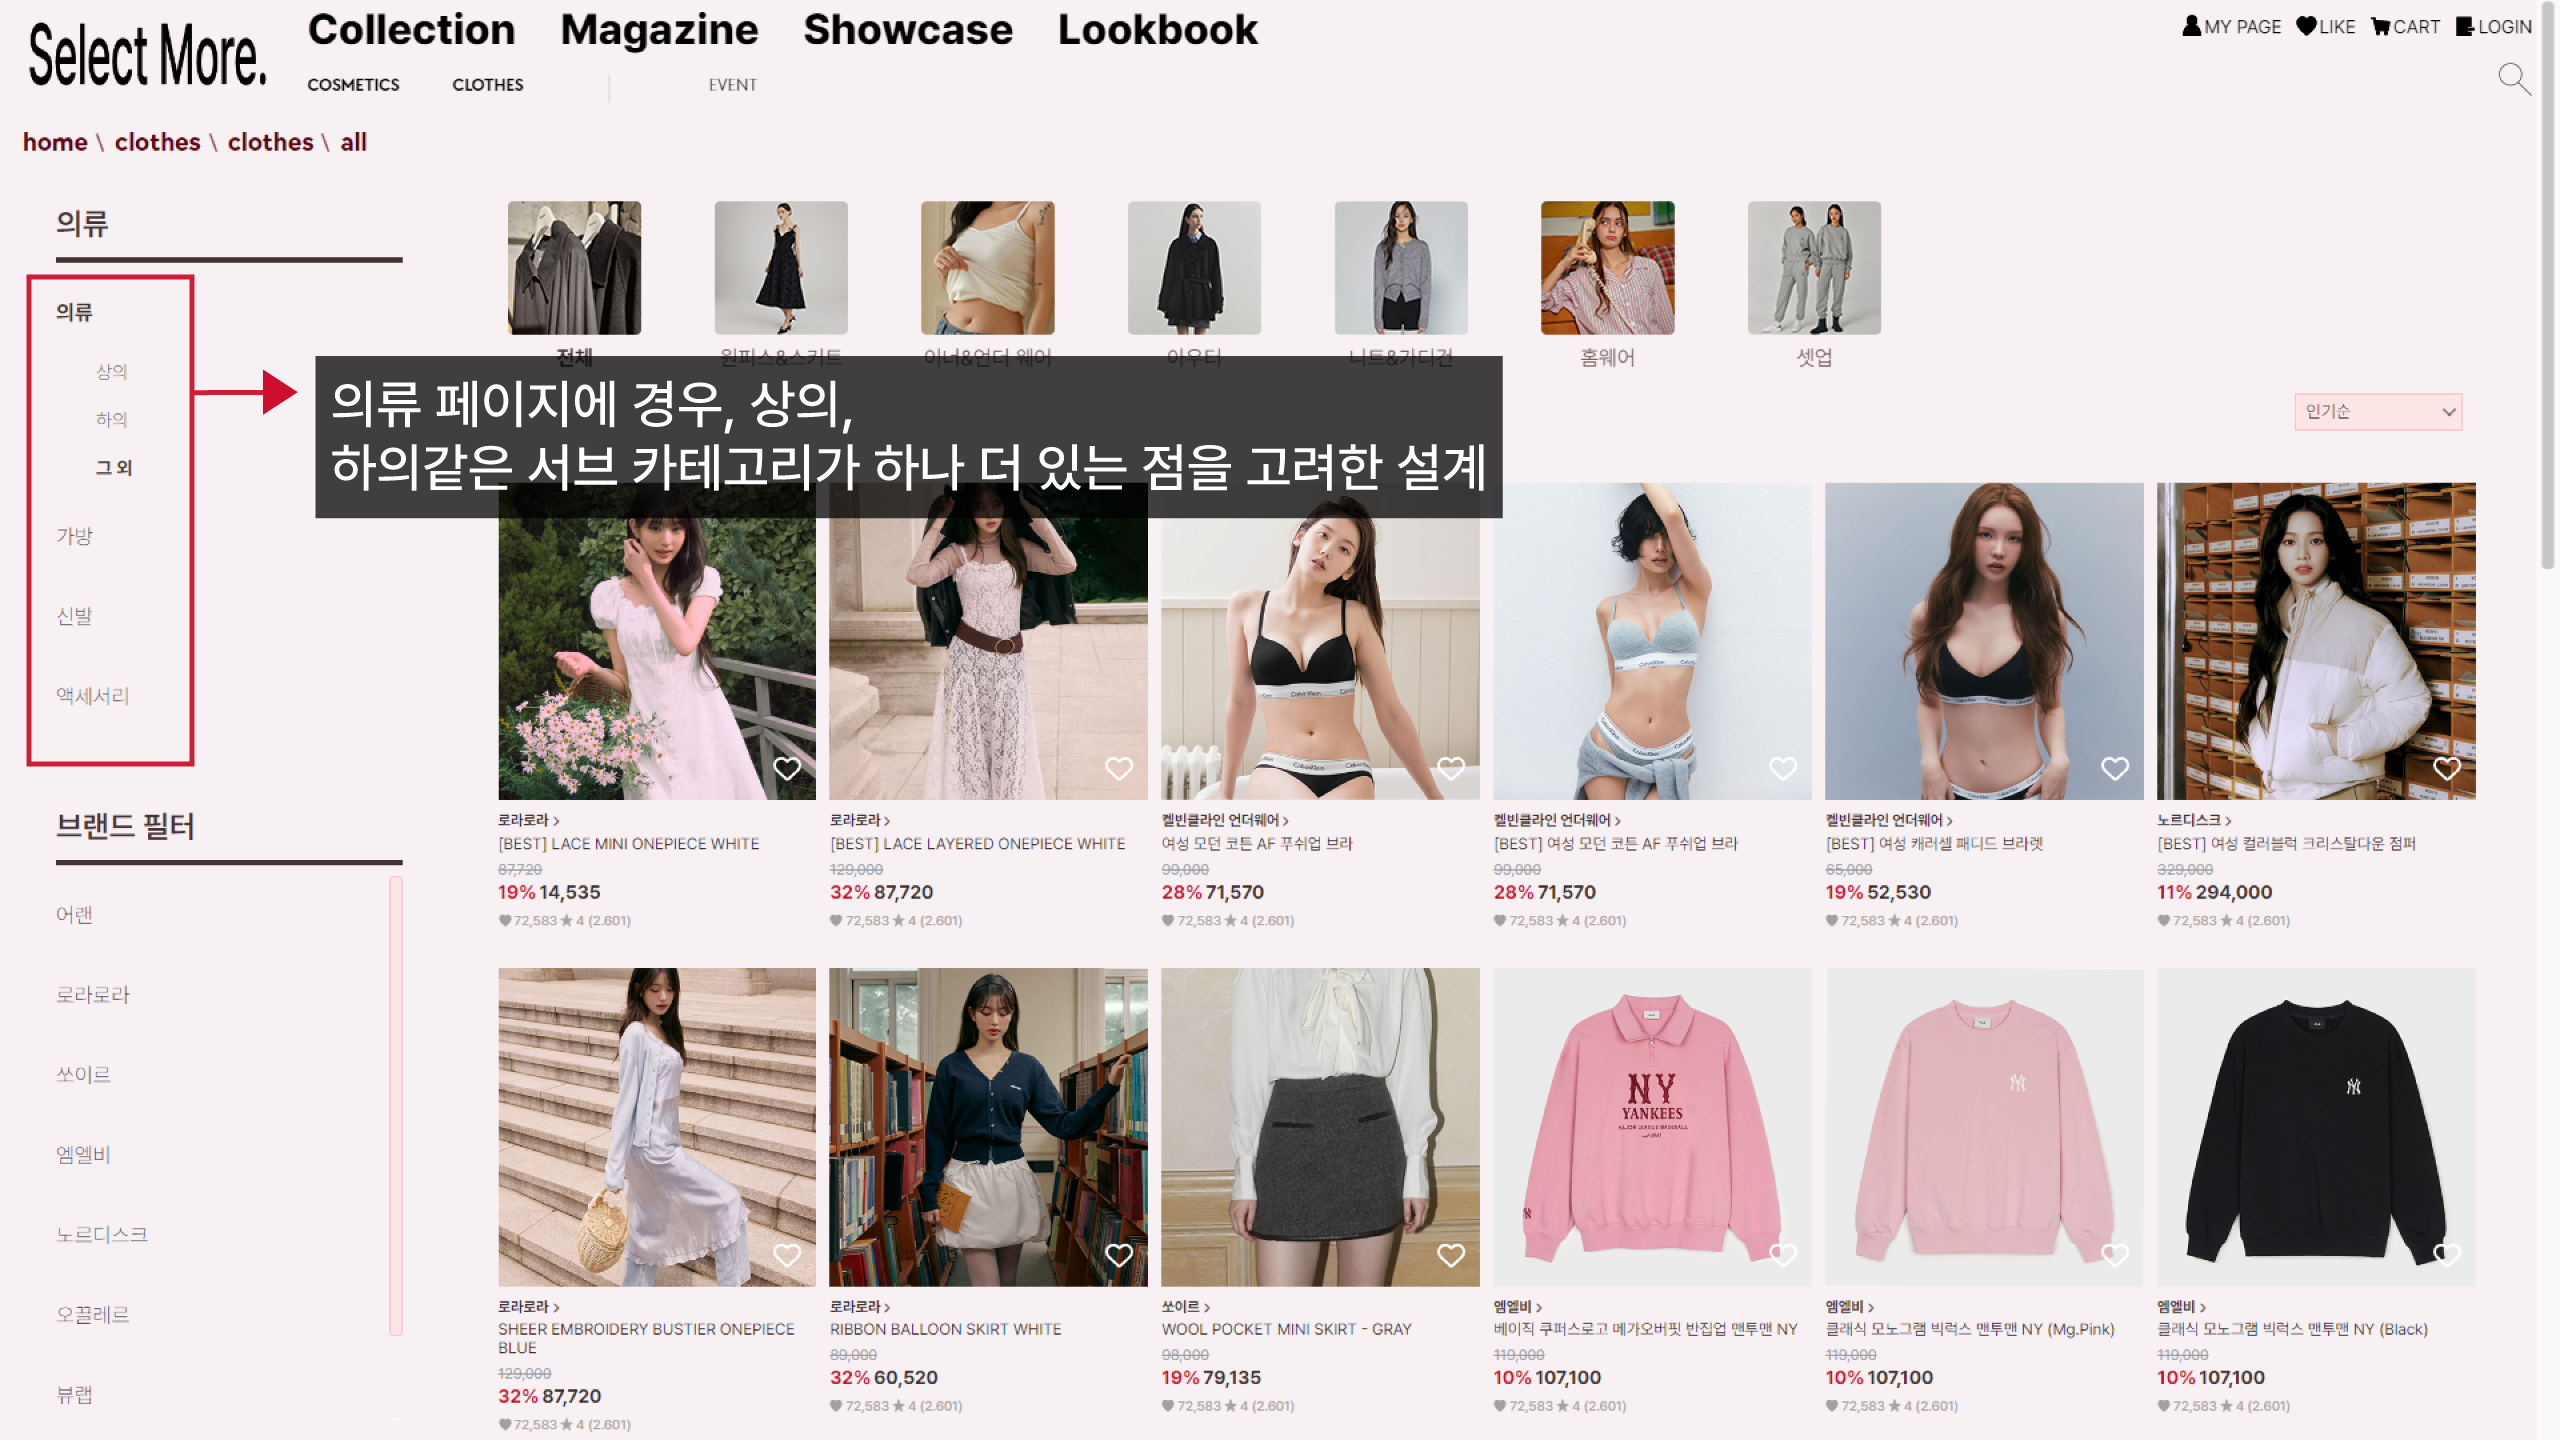 Select More.
Collection Magazine Showcase Lookbook
MY PAGE LIKE CART LOGIN
COSMETICS CLOTHES EVENT
home \ clothes \ clothes \ all
의류
의류
상의
하의
그 외
가방
신발
액세서리
전체 원피스&스커트 이너&언더 웨어 아우터 니트&가디건 홈웨어 셋업
의류 페이지에 경우, 상의,
하의같은 서브 카테고리가 하나 더 있는 점을 고려한 설계
인기순
브랜드 필터
어랜
로라로라
쏘이르
엠엘비
노르디스크
오끌레르
뷰랩
로라로라 >
[BEST] LACE MINI ONEPIECE WHITE
87,720
19% 14,535
72,583 ★ 4 (2.601)
로라로라 >
[BEST] LACE LAYERED ONEPIECE WHITE
129,000
32% 87,720
72,583 ★ 4 (2.601)
켈빈클라인 언더웨어 >
여성 모던 코튼 AF 푸쉬업 브라
99,000
28% 71,570
72,583 ★ 4 (2.601)
켈빈클라인 언더웨어 >
[BEST] 여성 모던 코튼 AF 푸쉬업 브라
99,000
28% 71,570
72,583 ★ 4 (2.601)
켈빈클라인 언더웨어 >
[BEST] 여성 캐러셀 패디드 브라렛
65,000
19% 52,530
72,583 ★ 4 (2.601)
노르디스크 >
[BEST] 여성 컬러블럭 크리스탈다운 점퍼
329,000
11% 294,000
72,583 ★ 4 (2.601)
로라로라 >
SHEER EMBROIDERY BUSTIER ONEPIECE
BLUE
129,000
32% 87,720
72,583 ★ 4 (2.601)
로라로라 >
RIBBON BALLOON SKIRT WHITE
89,000
32% 60,520
72,583 ★ 4 (2.601)
쏘이르 >
WOOL POCKET MINI SKIRT - GRAY
98,000
19% 79,135
72,583 ★ 4 (2.601)
NY
YANKEES
MAJOR LEAGUE BASEBALL
엠엘비 >
베이직 쿠퍼스로고 메가오버핏 반집업 맨투맨 NY
119,000
10% 107,100
72,583 ★ 4 (2.601)
NY
엠엘비 >
클래식 모노그램 빅럭스 맨투맨 NY (Mg.Pink)
119,000
10% 107,100
72,583 ★ 4 (2.601)
NY
엠엘비 >
클래식 모노그램 빅럭스 맨투맨 NY (Black)
119,000
10% 107,100
72,583 ★ 4 (2.601)